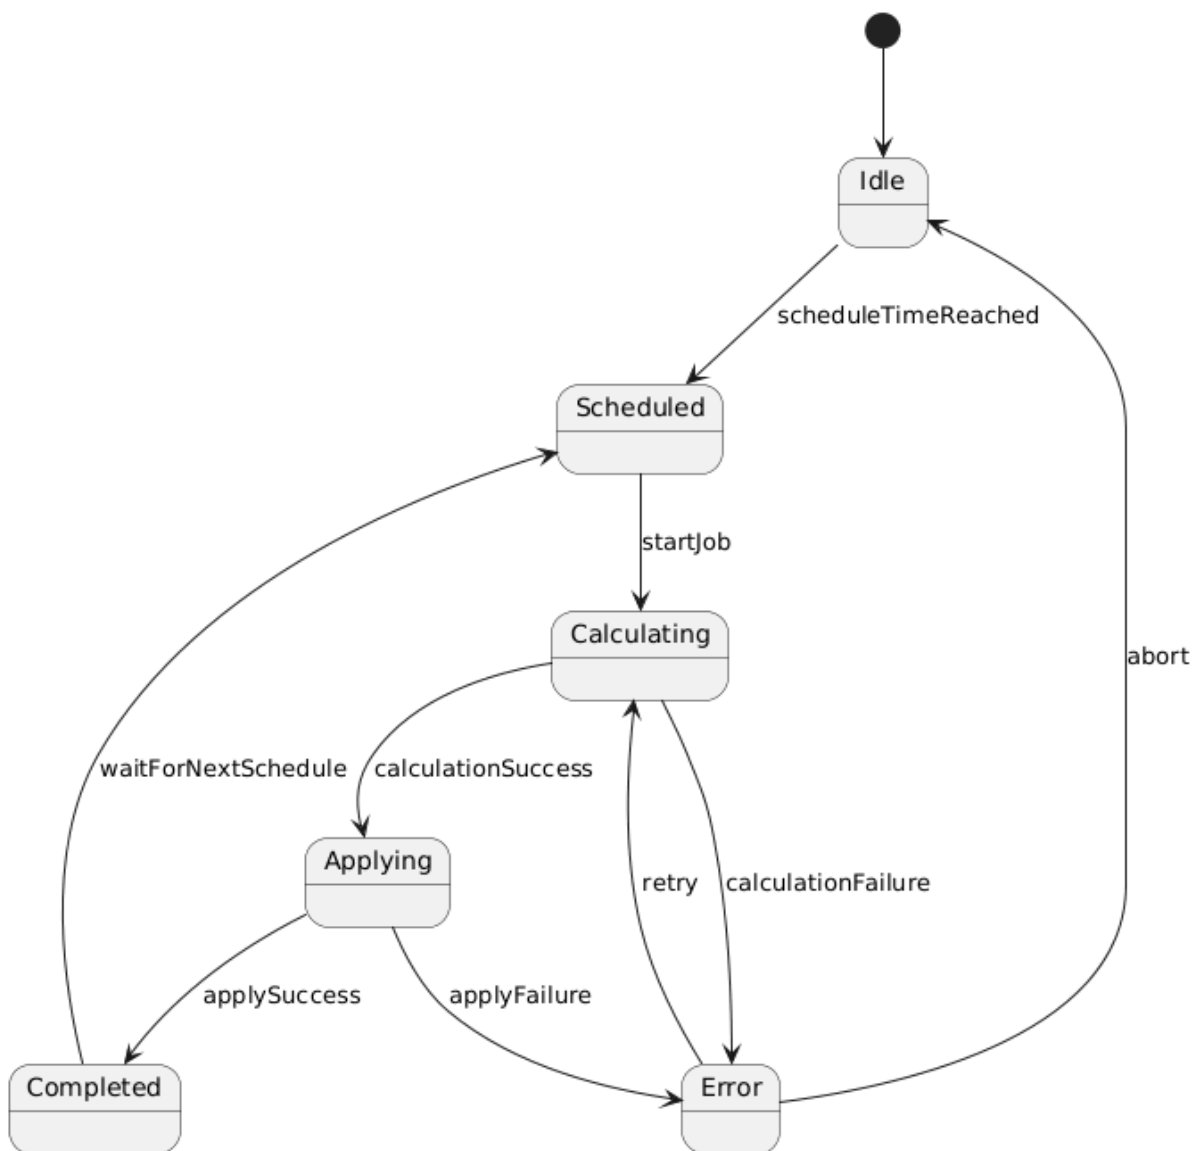 Idle
scheduleTimeReached
Scheduled
startJob
Calculating
abort
waitForNextSchedule
calculationSuccess
Applying
retry
calculationFailure
applySuccess
applyFailure
Completed
Error